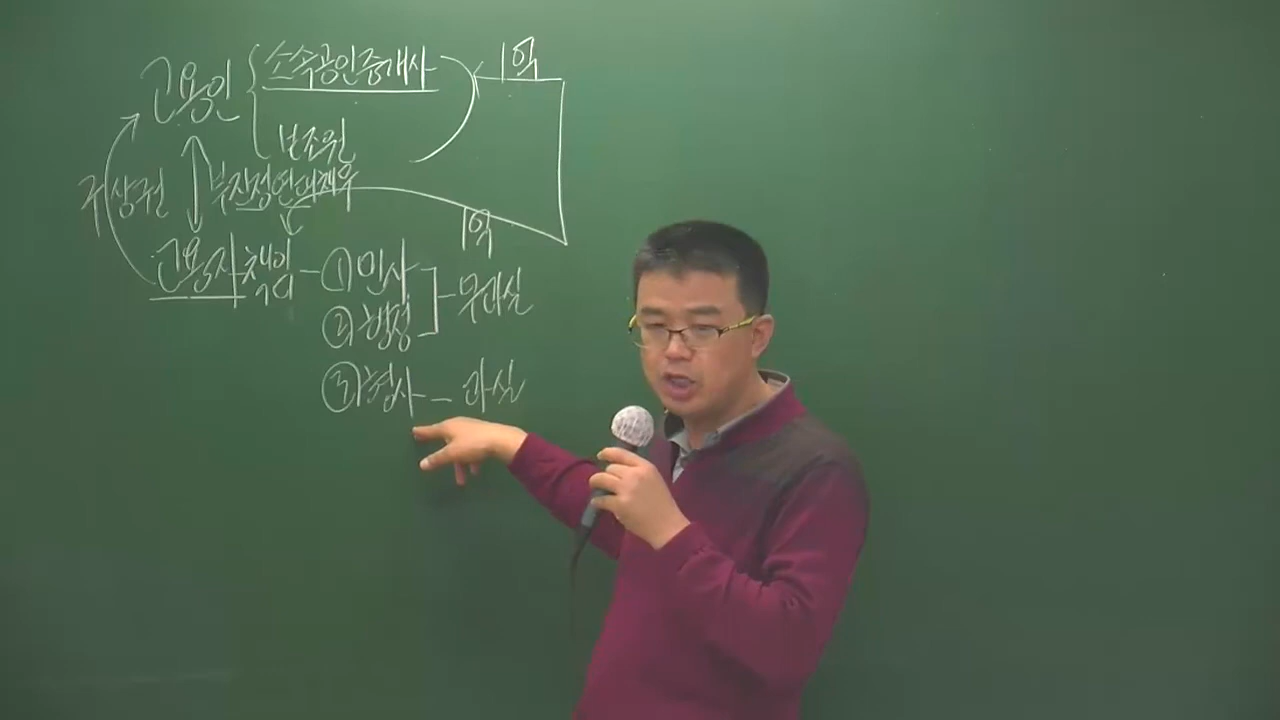 1억
고용인 { 소속공인중개사
보조원
구상권 부진정연대채무
1억
고용자책임 - ① 민사
② 행정 - 무과실
③ 형사 - 과실